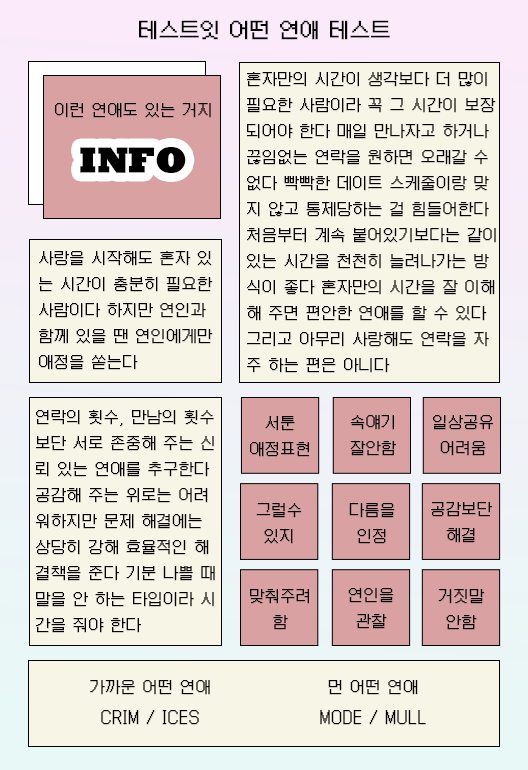 테스트잇 어떤 연애 테스트
이런 연애도 있는 거지
INFO
혼자만의 시간이 생각보다 더 많이
필요한 사람이라 꼭 그 시간이 보장
되어야 한다 매일 만나자고 하거나
끊임없는 연락을 원하면 오래갈 수
없다 빡빡한 데이트 스케줄이랑 맞
지 않고 통제당하는 걸 힘들어한다
처음부터 계속 붙어있기보다는 같이
있는 시간을 천천히 늘려나가는 방
식이 좋다 혼자만의 시간을 잘 이해
해 주면 편안한 연애를 할 수 있다
그리고 아무리 사랑해도 연락을 자
주 하는 편은 아니다
사랑을 시작해도 혼자 있
는 시간이 충분히 필요한
사람이다 하지만 연인과
함께 있을 땐 연인에게만
애정을 쏟는다
연락의 횟수, 만남의 횟수
보단 서로 존중해 주는 신
뢰 있는 연애를 추구한다
공감해 주는 위로는 어려
워하지만 문제 해결에는
상당히 강해 효율적인 해
결책을 준다 기분 나쁠 때
말을 안 하는 타입이라 시
간을 줘야 한다
서툰
애정표현
속얘기
잘안함
일상공유
어려움
그럴수
있지
다름을
인정
공감보단
해결
맞춰주려
함
연인을
관찰
거짓말
안함
가까운 어떤 연애
CRIM / ICES
먼 어떤 연애
MODE / MULL